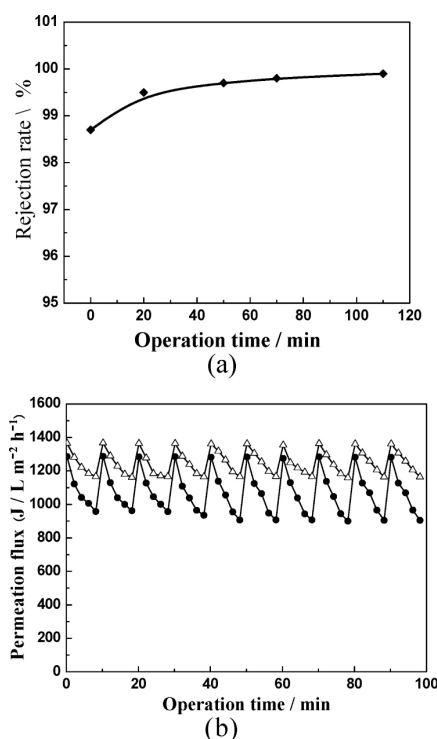 101
100
99
98
97
96
95
Rejection rate \ %
0 20 40 60 80 100 120
Operation time / min
(a)
1600
1400
1200
1000
800
600
400
200
0
Permeation flux (J / L m⁻² h⁻¹)
0 20 40 60 80 100
Operation time / min
(b)